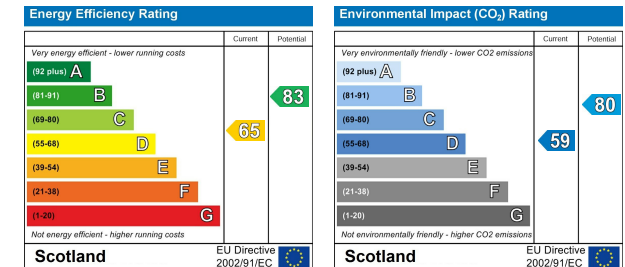 Energy Efficiency Rating
Current Potential
Very energy efficient - lower running costs
(92 plus) A
(81-91) B
(69-80) C
(55-68) D
(39-54) E
(21-38) F
(1-20) G
65
83
Not energy efficient - higher running costs
Scotland
EU Directive
2002/91/EC
Environmental Impact (CO₂) Rating
Current Potential
Very environmentally friendly - lower CO2 emissions
(92 plus) A
(81-91) B
(69-80) C
(55-68) D
(39-54) E
(21-38) F
(1-20) G
59
80
Not environmentally friendly - higher CO2 emissions
Scotland
EU Directive
2002/91/EC